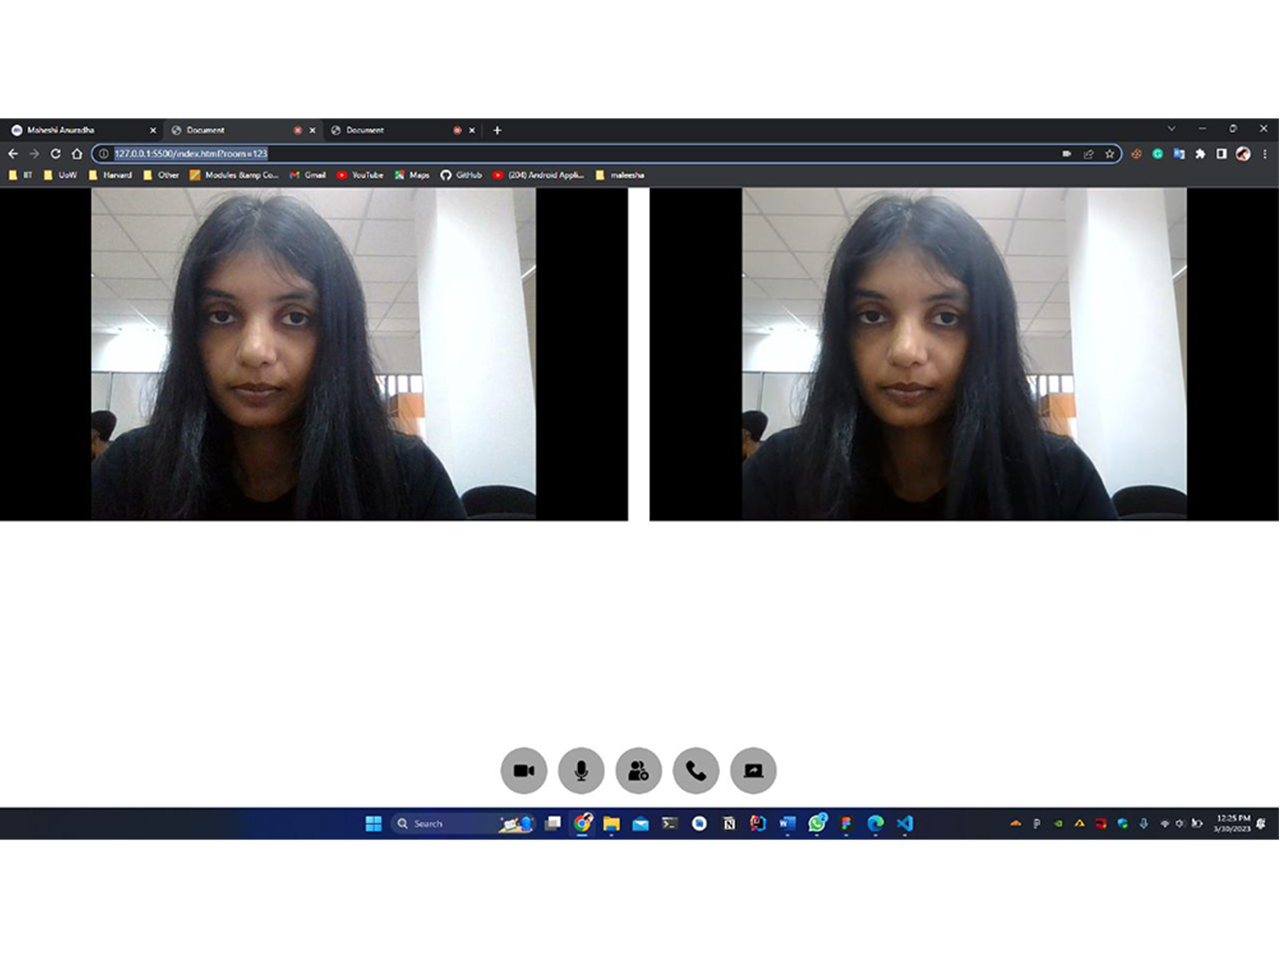 Maheshi Anuradha Document Document
127.0.0.1:5500/index.html?room=123
IIT UoW Harvard Other Modules &amp Co... Gmail YouTube Maps GitHub (204) Android Appli... maleesha
Search
12:25 PM
3/30/2023